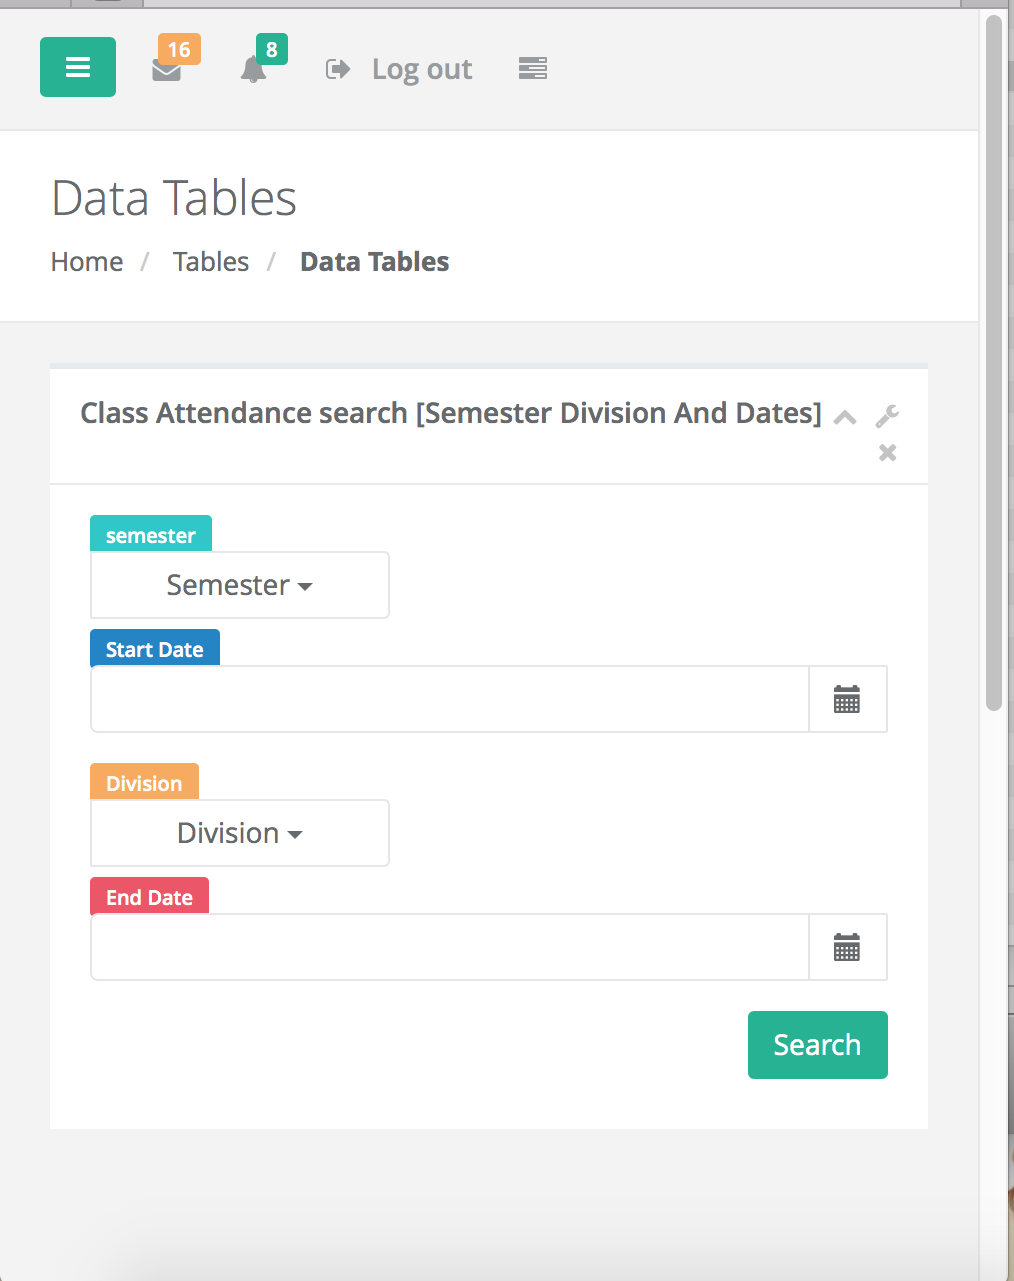 16 8 Log out
Data Tables
Home / Tables / Data Tables
Class Attendance search [Semester Division And Dates]
semester
Semester
Start Date
Division
Division
End Date
Search